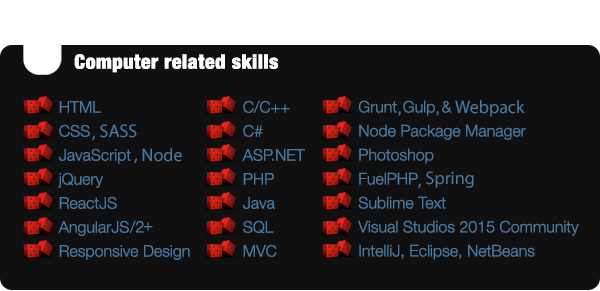 Computer related skills
HTML
CSS, SASS
JavaScript, Node
jQuery
ReactJS
AngularJS/2+
Responsive Design
C/C++
C#
ASP.NET
PHP
Java
SQL
MVC
Grunt,Gulp,& Webpack
Node Package Manager
Photoshop
FuelPHP, Spring
Sublime Text
Visual Studios 2015 Community
IntelliJ, Eclipse, NetBeans